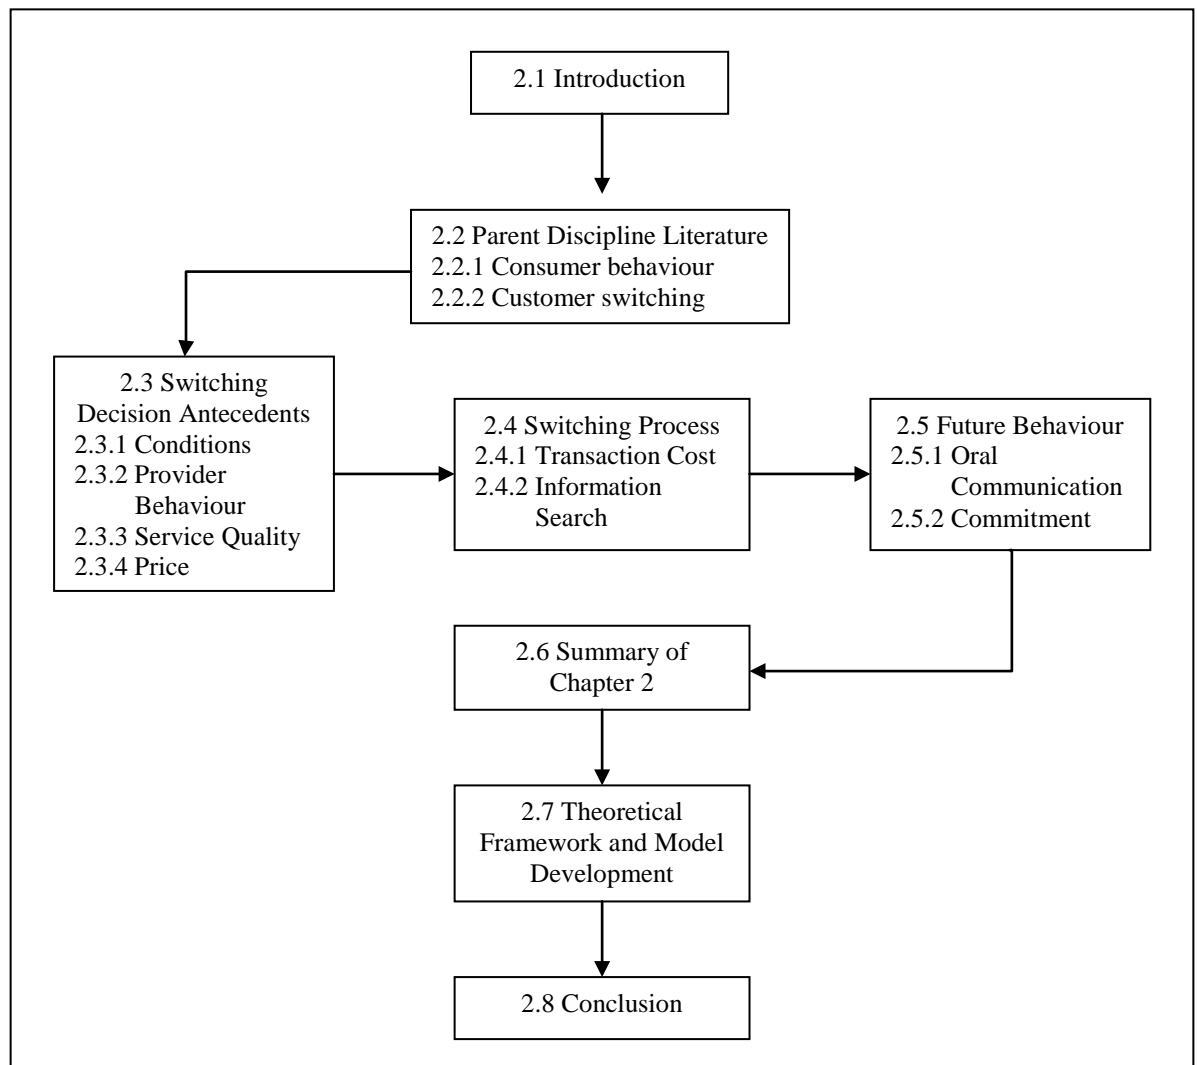 2.1 Introduction
2.2 Parent Discipline Literature
2.2.1 Consumer behaviour
2.2.2 Customer switching
2.3 Switching
Decision Antecedents
2.3.1 Conditions
2.3.2 Provider
Behaviour
2.3.3 Service Quality
2.3.4 Price
2.4 Switching Process
2.4.1 Transaction Cost
2.4.2 Information
Search
2.5 Future Behaviour
2.5.1 Oral
Communication
2.5.2 Commitment
2.6 Summary of
Chapter 2
2.7 Theoretical
Framework and Model
Development
2.8 Conclusion